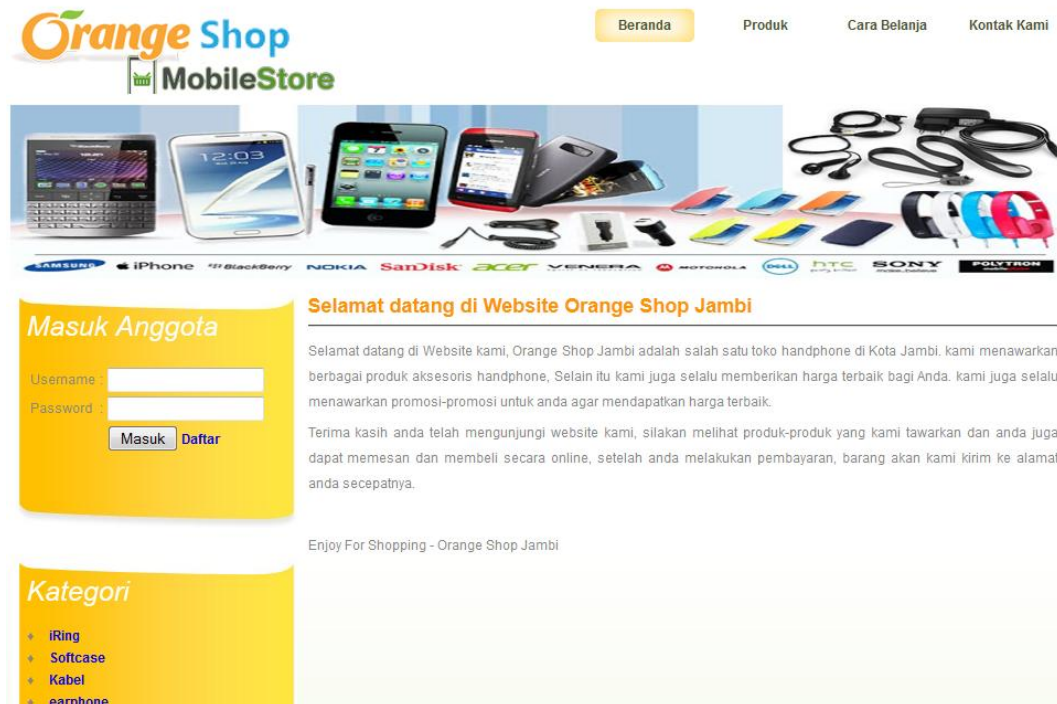 Orange Shop
MobileStore
Beranda Produk Cara Belanja Kontak Kami
12:03
SAMSUNG iPhone BlackBerry NOKIA SanDisk acer VENERA MOTOROLA DELL hTC SONY POLYTRON
make.believe
Masuk Anggota
Username :
Password :
Masuk Daftar
Selamat datang di Website Orange Shop Jambi
Selamat datang di Website kami, Orange Shop Jambi adalah salah satu toko handphone di Kota Jambi. kami menawarkan
berbagai produk aksesoris handphone, Selain itu kami juga selalu memberikan harga terbaik bagi Anda. kami juga selalu
menawarkan promosi-promosi untuk anda agar mendapatkan harga terbaik.
Terima kasih anda telah mengunjungi website kami, silakan melihat produk-produk yang kami tawarkan dan anda juga
dapat memesan dan membeli secara online, setelah anda melakukan pembayaran, barang akan kami kirim ke alamat
anda secepatnya.
Enjoy For Shopping - Orange Shop Jambi
Kategori
iRing
Softcase
Kabel
earphone